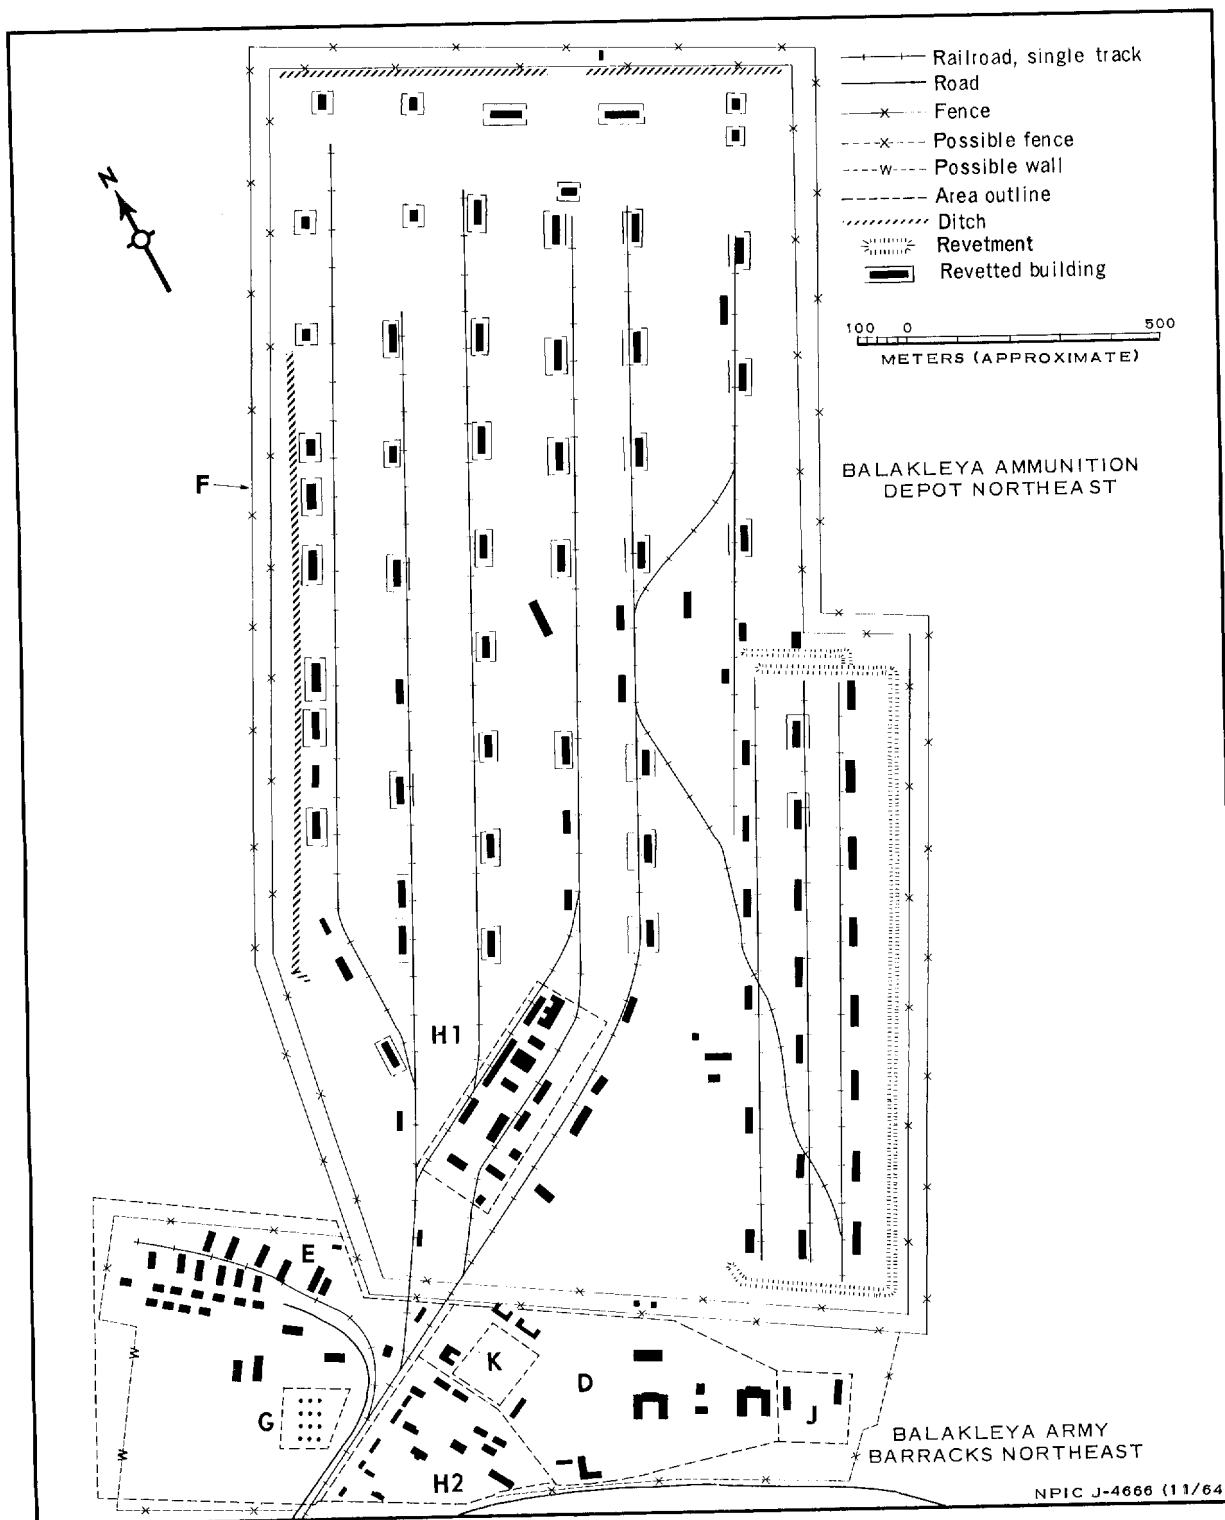 Railroad, single track
Road
Fence
Possible fence
Possible wall
Area outline
Ditch
Revetment
Revetted building
100 0 500
METERS (APPROXIMATE)
N
BALAKLEYA AMMUNITION
DEPOT NORTHEAST
F
H1
E
K
D
G
J
H2
BALAKLEYA ARMY
BARRACKS NORTHEAST
NPIC J-4666 (11/64